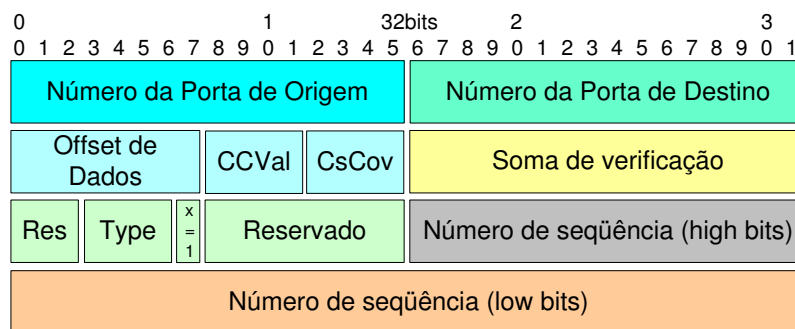 0 1 32bits 2 3
0 1 2 3 4 5 6 7 8 9 0 1 2 3 4 5 6 7 8 9 0 1 2 3 4 5 6 7 8 9 0 1
Número da Porta de Origem Número da Porta de Destino
Offset de
Dados
CCVal CsCov Soma de verificação
Res Type x
=
1
Reservado Número de seqüência (high bits)
Número de seqüência (low bits)